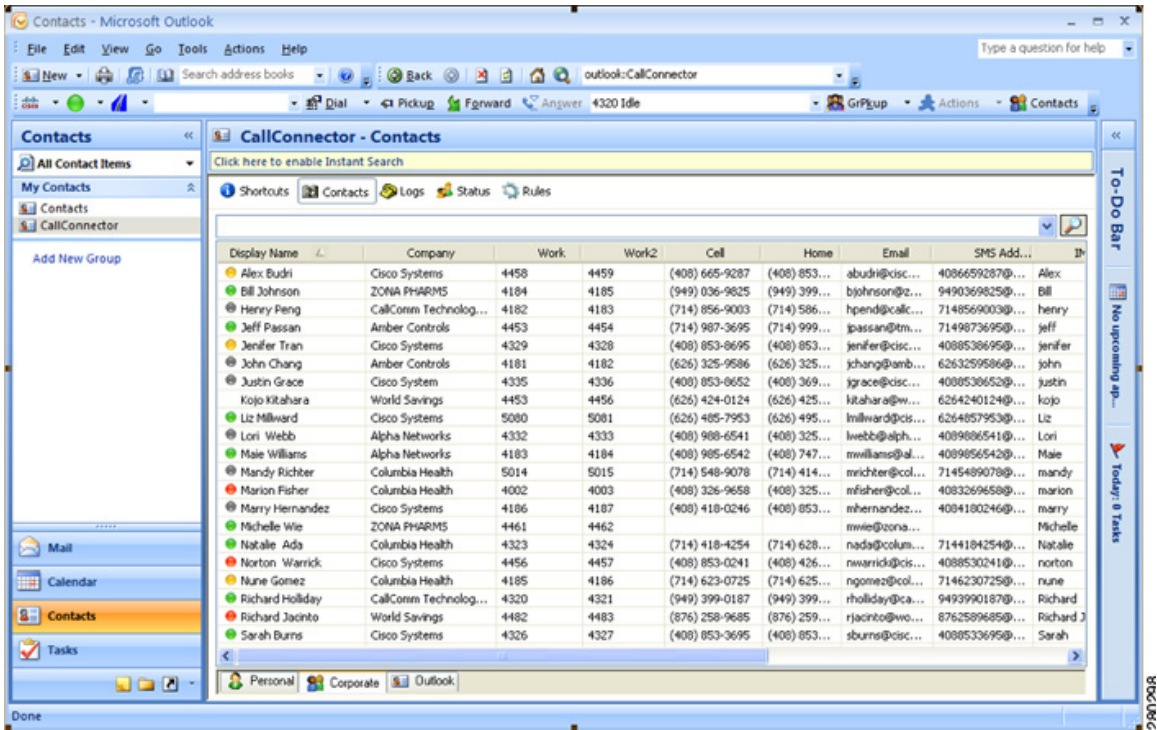 Contacts - Microsoft Outlook
File Edit View Go Tools Actions Help Type a question for help
New Search address books Back outlook::CallConnector
Dial Pickup Forward Answer 4320 Idle GrPkup Actions Contacts
Contacts CallConnector - Contacts
All Contact Items Click here to enable Instant Search
My Contacts Shortcuts Contacts Logs Status Rules
Contacts
CallConnector
Add New Group
Display Name Company Work Work2 Cell Home Email SMS Add...
Alex Budri Cisco Systems 4458 4459 (408) 665-9287 (408) 853... abudri@cisc... 4086659287@... Alex
Bill Johnson ZONA PHARMS 4184 4185 (949) 036-9825 (949) 399... bjohnson@z... 9490369825@... Bill
Henry Peng CallComm Technolog... 4182 4183 (714) 856-9003 (714) 586... hpend@callc... 7148569003@... henry
Jeff Passan Amber Controls 4453 4454 (714) 987-3695 (714) 999... jpassan@tm... 7149873695@... jeff
Jenifer Tran Cisco Systems 4329 4328 (408) 853-8695 (408) 853... jenifer@cisc... 4088538695@... jenifer
John Chang Amber Controls 4181 4182 (626) 325-9586 (626) 325... jchang@amb... 6263259586@... john
Justin Grace Cisco System 4335 4336 (408) 853-8652 (408) 369... jgrace@cisc... 4088538652@... justin
Kojo Kitahara World Savings 4453 4456 (626) 424-0124 (626) 425... kitahara@w... 6264240124@... kojo
Liz Millward Cisco Systems 5080 5081 (626) 485-7953 (626) 495... lmillward@cis... 6264857953@... Liz
Lori Webb Alpha Networks 4332 4333 (408) 988-6541 (408) 325... lwebb@alph... 4089886541@... Lori
Maie Williams Alpha Networks 4183 4184 (408) 985-6542 (408) 747... mwilliams@al... 4089856542@... Maie
Mandy Richter Columbia Health 5014 5015 (714) 548-9078 (714) 414... mrichter@col... 7145489078@... mandy
Marion Fisher Columbia Health 4002 4003 (408) 326-9658 (408) 325... mfisher@col... 4083269658@... marion
Marry Hernandez Cisco Systems 4186 4187 (408) 418-0246 (408) 853... mhernandez... 4084180246@... marry
Michelle Wie ZONA PHARMS 4461 4462 mwie@zona... Michelle
Natalie Ada Columbia Health 4323 4324 (714) 418-4254 (714) 628... nada@colum... 7144184254@... Natalie
Norton Warrick Cisco Systems 4456 4457 (408) 853-0241 (408) 426... nwarrick@cis... 4088530241@... norton
Nune Gomez Columbia Health 4185 4186 (714) 623-0725 (714) 625... ngomez@col... 7146230725@... nune
Richard Holliday CallComm Technolog... 4320 4321 (949) 399-0187 (949) 399... rholliday@ca... 9493990187@... Richard
Richard Jacinto World Savings 4482 4483 (876) 258-9685 (876) 259... rjacinto@wo... 8762589685@... Richard J
Sarah Burns Cisco Systems 4326 4327 (408) 853-3695 (408) 853... sburns@cisc... 4088533695@... Sarah
Mail
Calendar
Contacts
Tasks
Personal Corporate Outlook
Done
To-Do Bar
No upcoming ap...
Today: 0 Tasks
280298